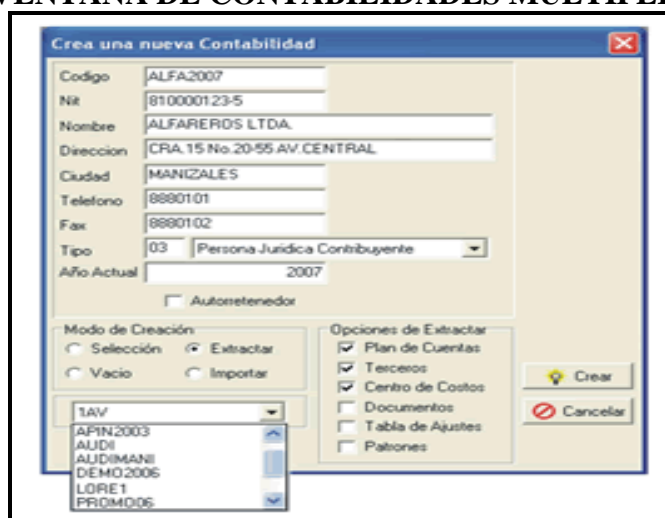 VENTANA DE CONTABILIDADES MULTIPLE
Crea una nueva Contabilidad
Codigo ALFA2007
Nit 810000123-5
Nombre ALFAREROS LTDA.
Direccion CRA.15 No.20-55 AV.CENTRAL
Ciudad MANIZALES
Telefono 8880101
Fax 8880102
Tipo 03 Persona Juridica Contribuyente
Año Actual 2007
Autorretenedor
Modo de Creación
Selección Extractar
Vacio Importar
Opciones de Extractar
Plan de Cuentas
Terceros
Centro de Costos
Documentos
Tabla de Ajustes
Patrones
Crear
Cancelar
1AV
APIN2003
AUDI
AUDIMANI
DEMO2006
LORE1
PROMO06